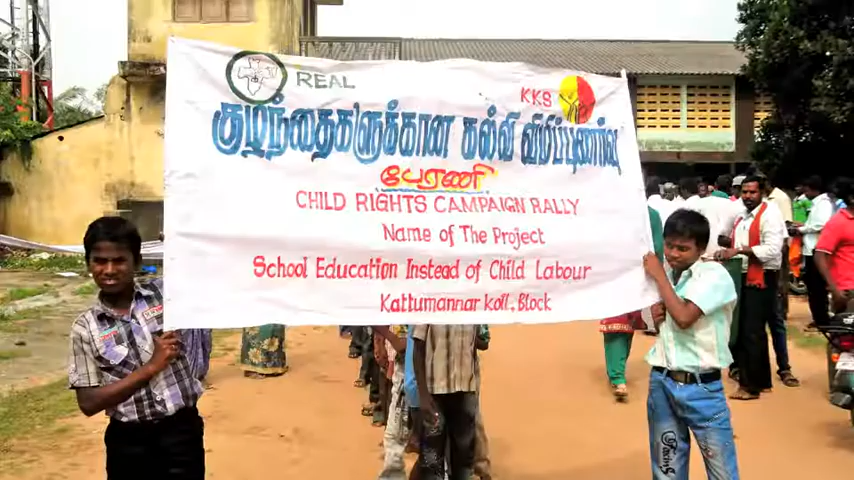 REAL
KKS
குழந்தைகளுக்கான கல்வி விழிப்புணர்வு
பேரணி
CHILD RIGHTS CAMPAIGN RALLY
Name of The Project
School Education Instead of Child Labour
Kattumannar Koil. Block